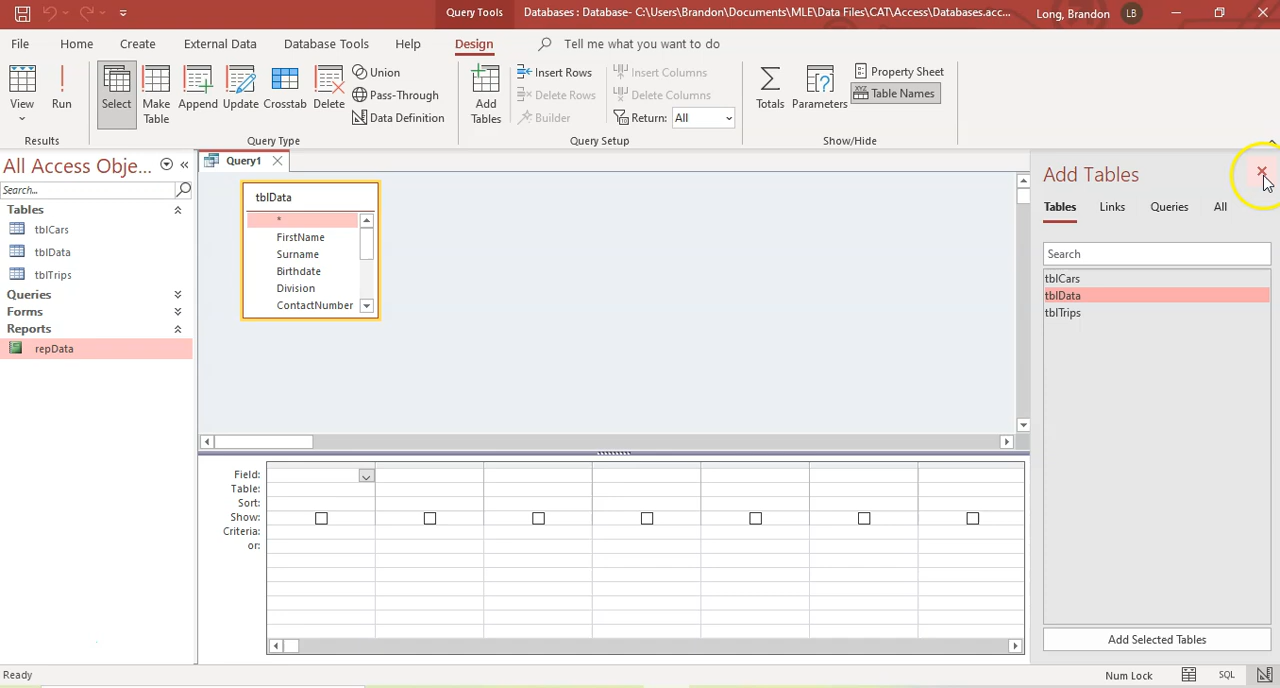 Query Tools
Databases : Database- C:\Users\Brandon\Documents\MLE\Data Files\CAT\Access\Databases.acc...
Long, Brandon LB
File Home Create External Data Database Tools Help Design Tell me what you want to do
View
Run
Results
Select
Make Table
Append
Update
Crosstab
Delete
Union
Pass-Through
Data Definition
Query Type
Add Tables
Insert Rows
Delete Rows
Builder
Insert Columns
Delete Columns
Return: All
Query Setup
Totals
Parameters
Property Sheet
XYZ Table Names
Show/Hide
All Access Obje...
Search...
Tables
tblCars
tblData
tblTrips
Queries
Forms
Reports
repData
Query1
tblData
*
FirstName
Surname
Birthdate
Division
ContactNumber
Field:
Table:
Sort:
Show:
Criteria:
or:
Add Tables
Tables Links Queries All
Search
tblCars
tblData
tblTrips
Add Selected Tables
Ready
Num Lock
SQL